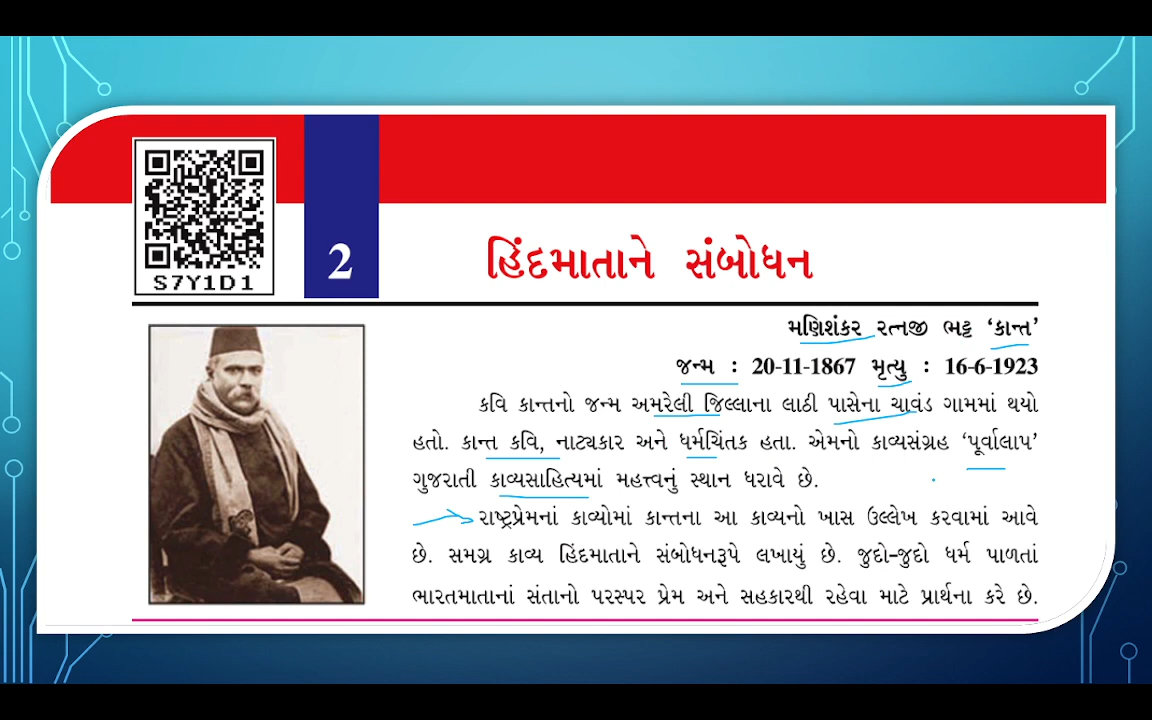 S7Y1D1
2
હિંદમાતાને સંબોધન
મણિશંકર રત્નજી ભટ્ટ ‘કાન્ત’
જન્મ : 20-11-1867 મૃત્યુ : 16-6-1923
કવિ કાન્તનો જન્મ અમરેલી જિલ્લાના લાઠી પાસેના ચાવંડ ગામમાં થયો
હતો. કાન્ત કવિ, નાટ્યકાર અને ધર્મચિંતક હતા. એમનો કાવ્યસંગ્રહ ‘પૂર્વાલાપ’
ગુજરાતી કાવ્યસાહિત્યમાં મહત્ત્વનું સ્થાન ધરાવે છે.
રાષ્ટ્રપ્રેમનાં કાવ્યોમાં કાન્તના આ કાવ્યનો ખાસ ઉલ્લેખ કરવામાં આવે
છે. સમગ્ર કાવ્ય હિંદમાતાને સંબોધનરૂપે લખાયું છે. જુદો-જુદો ધર્મ પાળતાં
ભારતમાતાનાં સંતાનો પરસ્પર પ્રેમ અને સહકારથી રહેવા માટે પ્રાર્થના કરે છે.